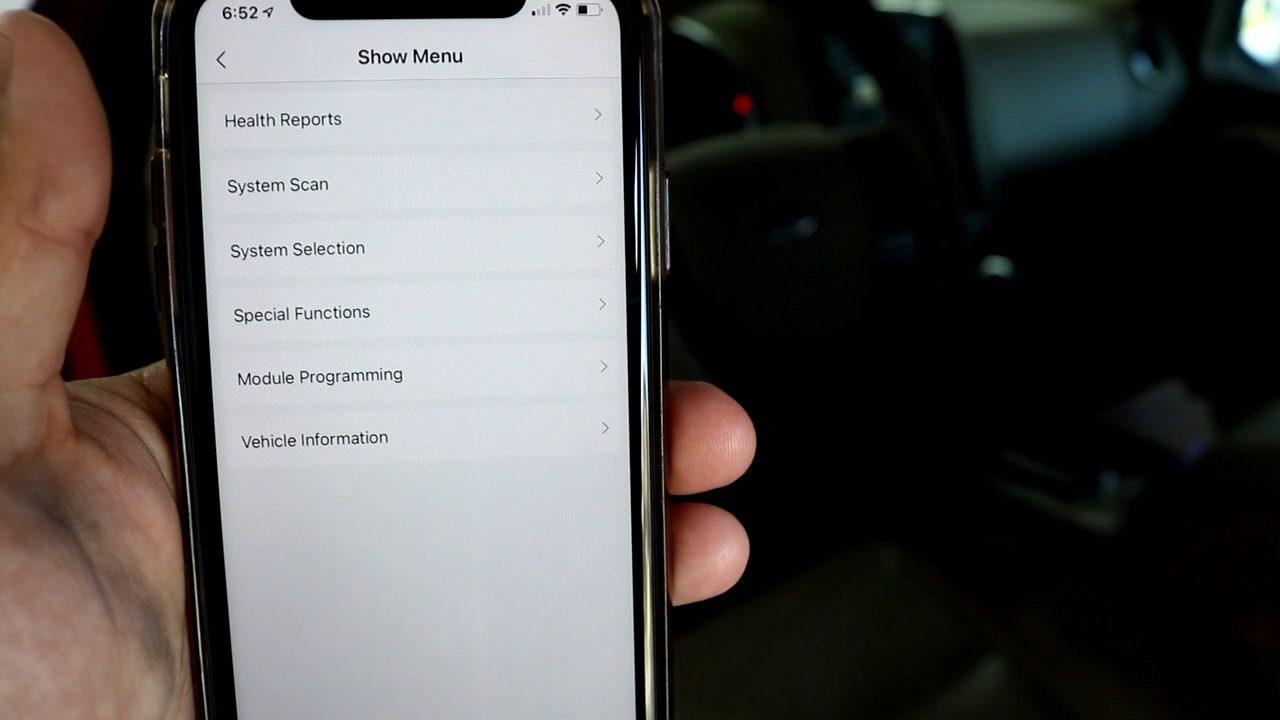 6:52
Show Menu
Health Reports
System Scan
System Selection
Special Functions
Module Programming
Vehicle Information